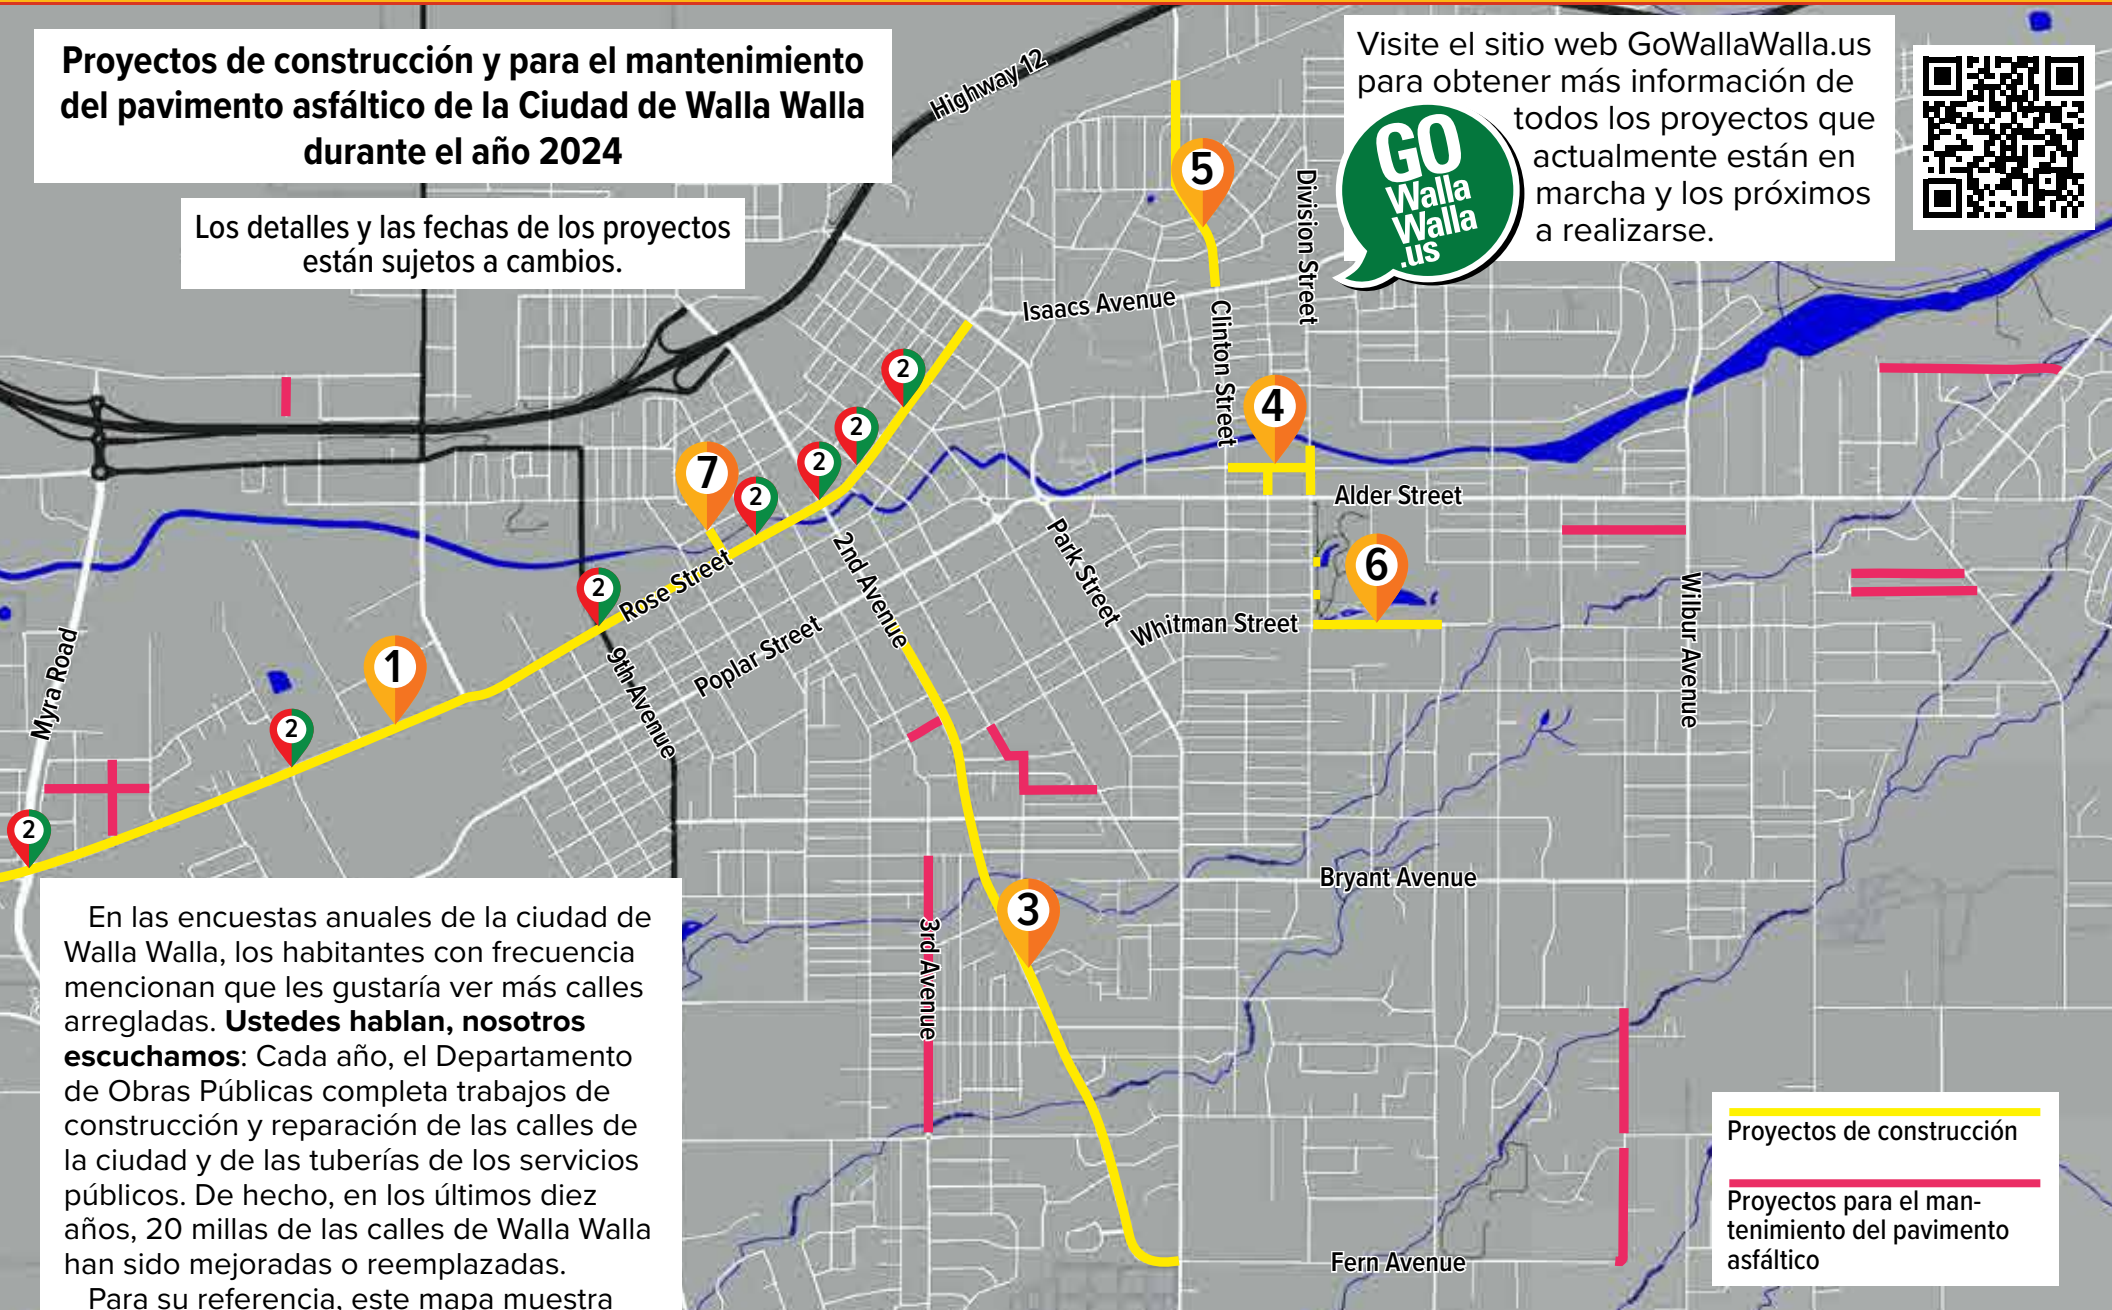 Proyectos de construcción y para el mantenimiento
del pavimento asfáltico de la Ciudad de Walla Walla
durante el año 2024
Los detalles y las fechas de los proyectos
están sujetos a cambios.
Visite el sitio web GoWallaWalla.us
para obtener más información de
todos los proyectos que
actualmente están en
marcha y los próximos
a realizarse.
GO
Walla
Walla
.us
Highway 12
5
Division Street
Isaacs Avenue
Clinton Street
2
4
2
2
7
2
Alder Street
2nd Avenue
Park Street
6
2
Rose Street
Whitman Street
Wilbur Avenue
Poplar Street
9th Avenue
1
Myra Road
2
2
Bryant Avenue
3
3rd Avenue
Fern Avenue
En las encuestas anuales de la ciudad de
Walla Walla, los habitantes con frecuencia
mencionan que les gustaría ver más calles
arregladas. Ustedes hablan, nosotros
escuchamos: Cada año, el Departamento
de Obras Públicas completa trabajos de
construcción y reparación de las calles de
la ciudad y de las tuberías de los servicios
públicos. De hecho, en los últimos diez
años, 20 millas de las calles de Walla Walla
han sido mejoradas o reemplazadas.
Para su referencia, este mapa muestra
Proyectos de construcción
Proyectos para el man-
tenimiento del pavimento
asfáltico